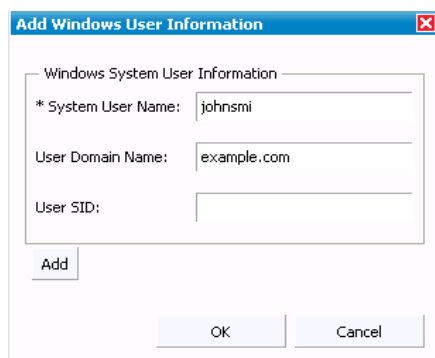 Add Windows User Information
Windows System User Information
* System User Name: johnsmi
User Domain Name: example.com
User SID:
Add
OK Cancel